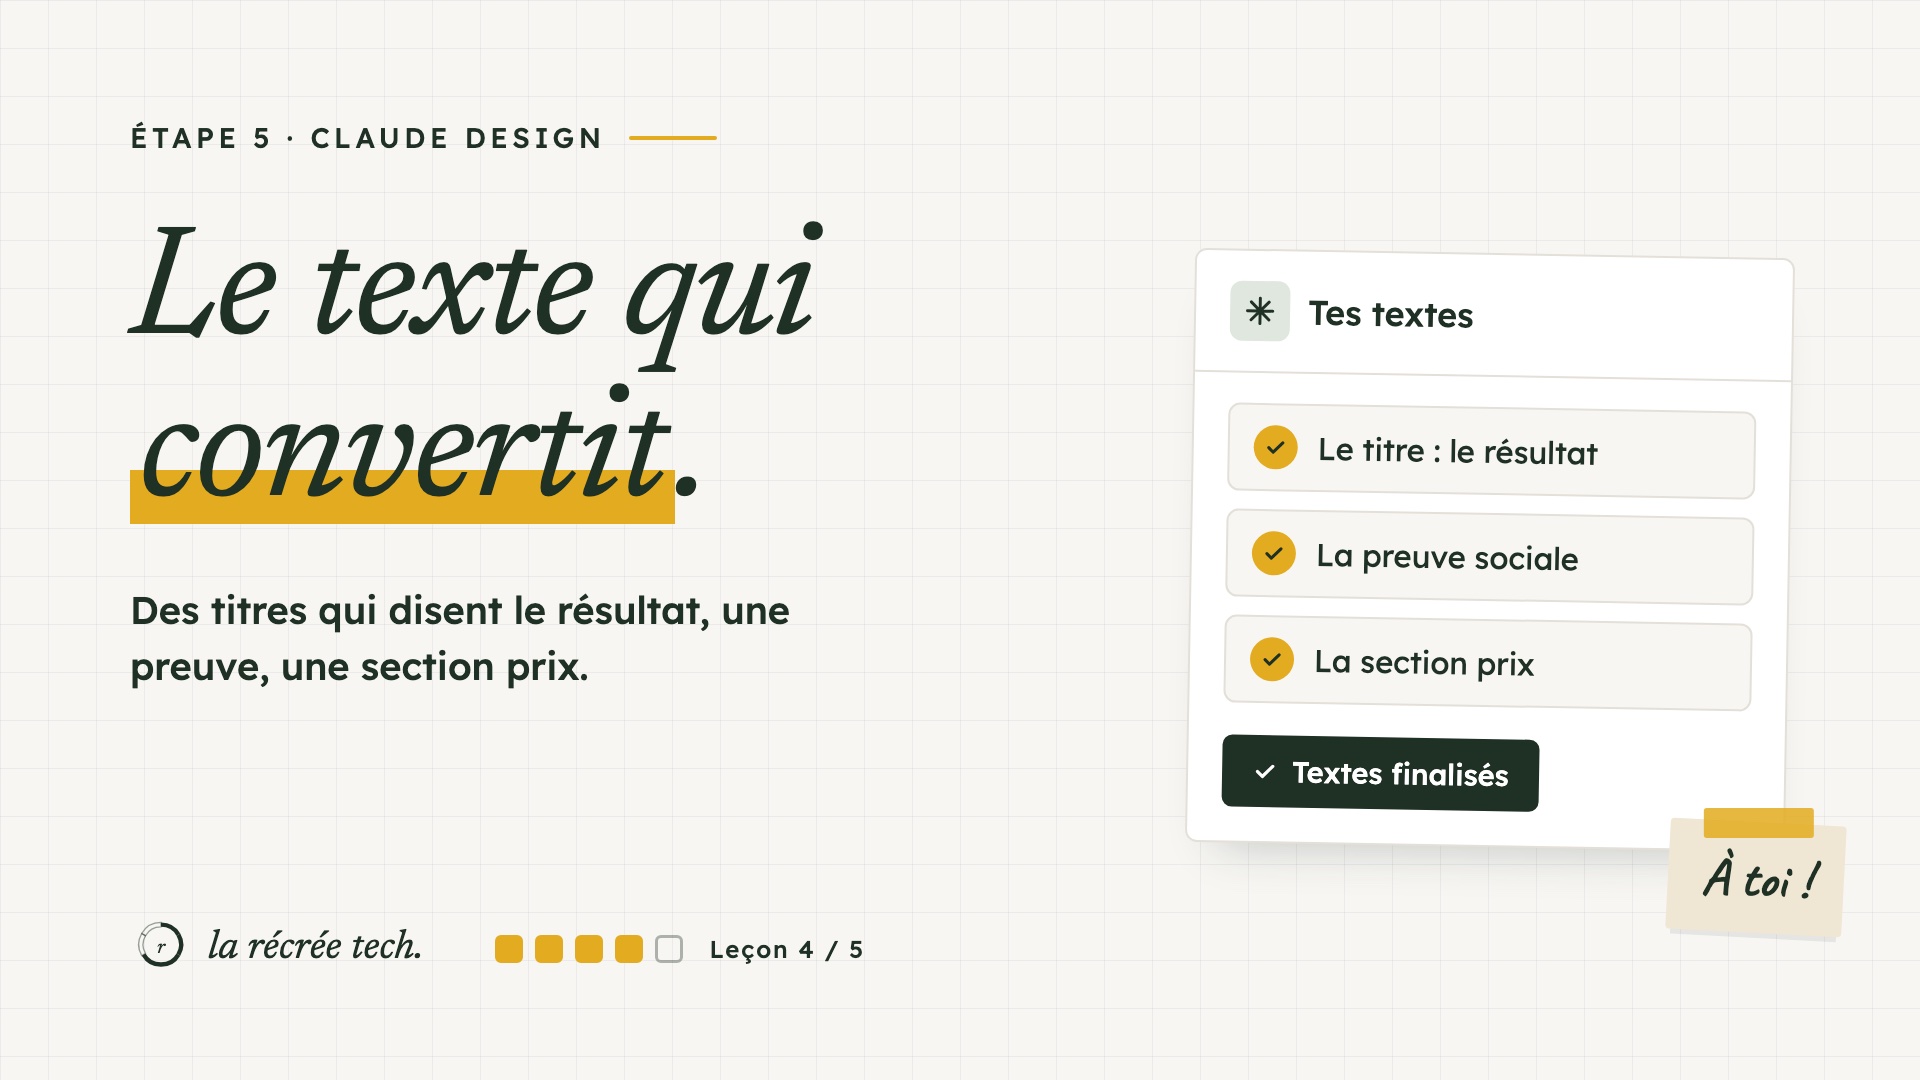 ÉTAPE 5 · CLAUDE DESIGN
Le texte qui
convertit.
Des titres qui disent le résultat, une
preuve, une section prix.
Tes textes
Le titre : le résultat
La preuve sociale
La section prix
Textes finalisés
À toi !
r
la récrée tech.
Leçon 4 / 5